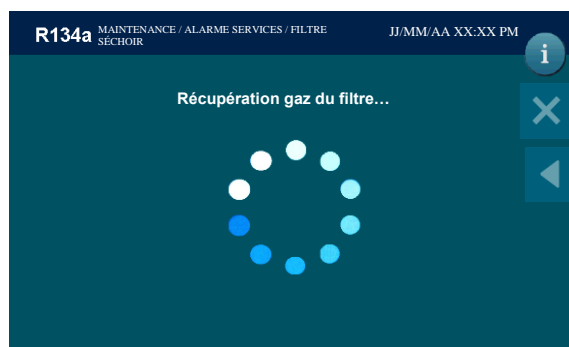 R134a MAINTENANCE / ALARME SERVICES / FILTRE JJ/MM/AA XX:XX PM
SÉCHOIR
i
Récupération gaz du filtre…